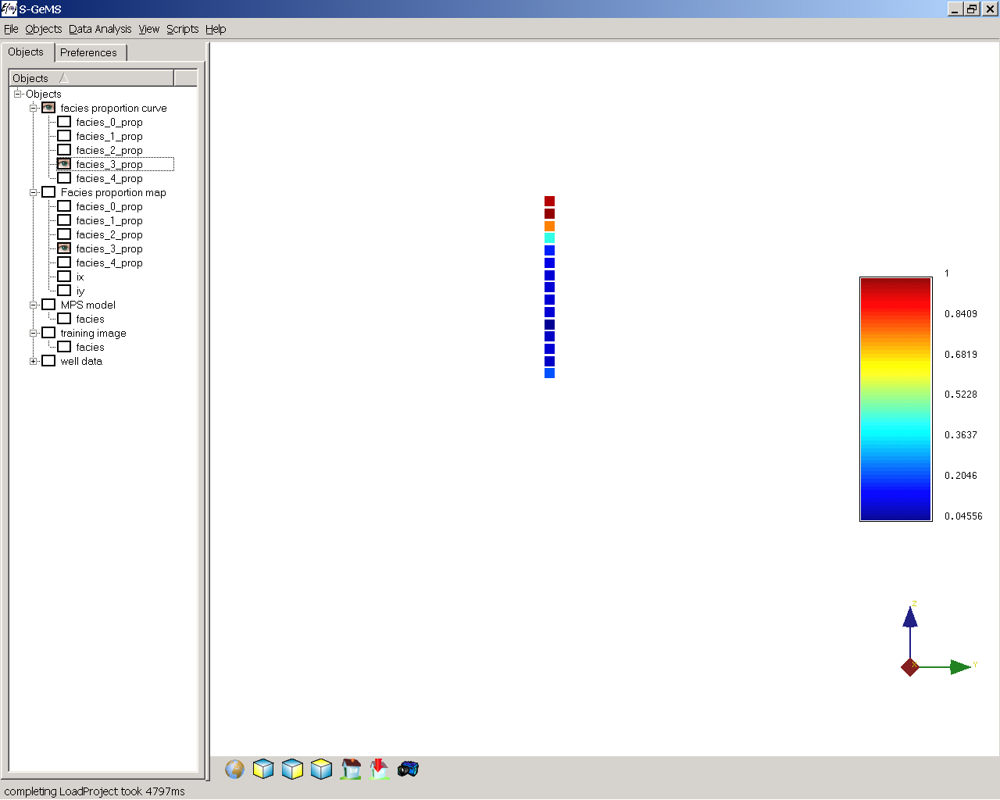 S-GeMS
File Objects Data Analysis View Scripts Help
Objects Preferences
Objects
Objects
facies proportion curve
facies_0_prop
facies_1_prop
facies_2_prop
facies_3_prop
facies_4_prop
Facies proportion map
facies_0_prop
facies_1_prop
facies_2_prop
facies_3_prop
facies_4_prop
ix
iy
MPS model
facies
training image
facies
well data
1
0.8409
0.6819
0.5228
0.3637
0.2046
0.04556
Z
X
Y
completing LoadProject took 4797ms